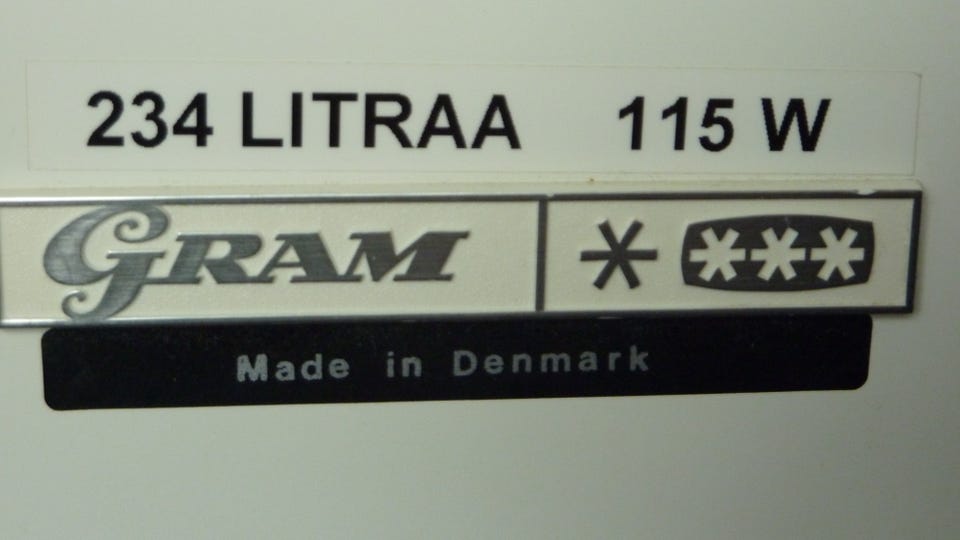 234 LITRAA 115 W
GRAM
Made in Denmark